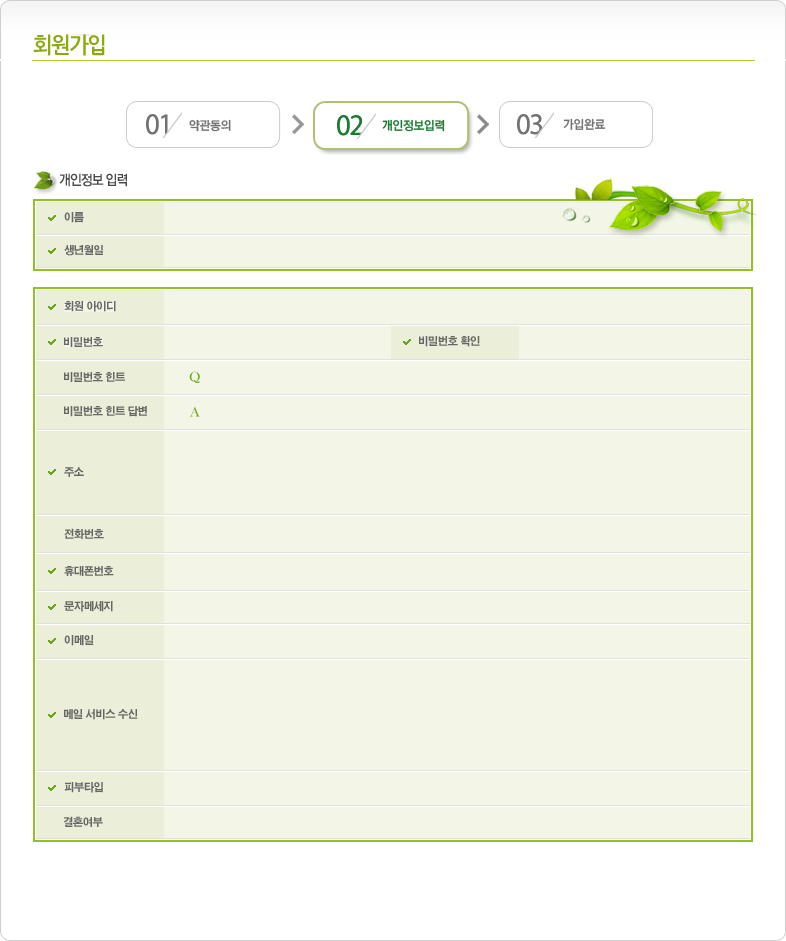 회원가입
01 약관동의
02 개인정보입력
03 가입완료
개인정보 입력
이름
생년월일
회원 아이디
비밀번호 비밀번호 확인
비밀번호 힌트 Q
비밀번호 힌트 답변 A
주소
전화번호
휴대폰번호
문자메세지
이메일
메일 서비스 수신
피부타입
결혼여부